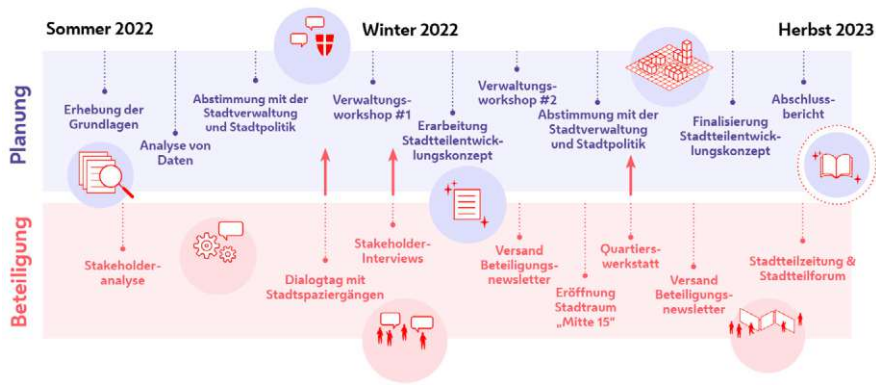 Sommer 2022
Winter 2022
Herbst 2023
Planung
Erhebung der
Grundlagen
Analyse von
Daten
Abstimmung mit der
Stadtverwaltung
und Stadtpolitik
Verwaltungs-
workshop #1
Erarbeitung
Stadtteilentwick-
lungskonzept
Verwaltungs-
workshop #2
Abstimmung mit der
Stadtverwaltung
und Stadtpolitik
Finalisierung
Stadtteilentwick-
lungskonzept
Abschluss-
bericht
Beteiligung
Stakeholder-
analyse
Dialogtag mit
Stadtspaziergängen
Stakeholder-
Interviews
Versand
Beteiligungs-
newsletter
Eröffnung
Stadtraum
„Mitte 15“
Quartiers-
werkstatt
Versand
Beteiligungs-
newsletter
Stadtteilzeitung &
Stadtteilforum